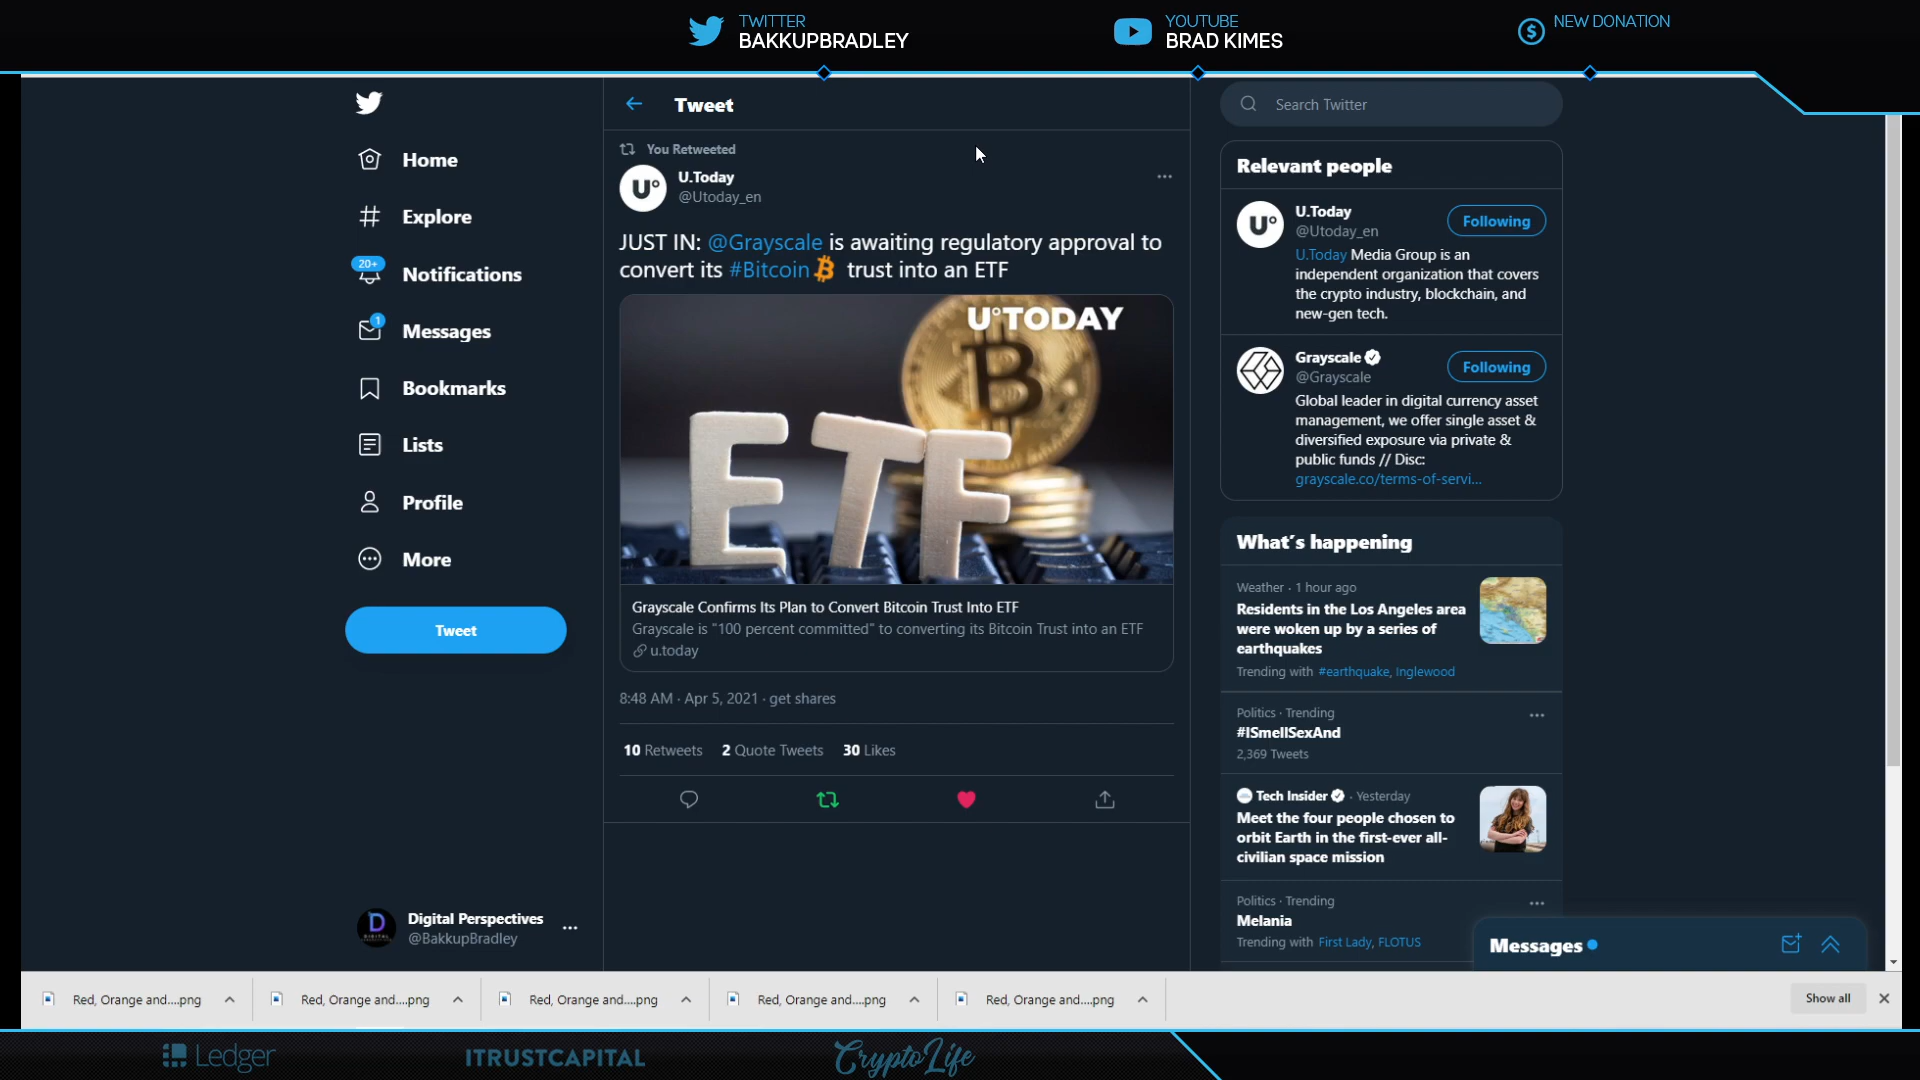 TWITTER
BAKKUPBRADLEY
YOUTUBE
BRAD KIMES
NEW DONATION
Home
Explore
20+
Notifications
1
Messages
Bookmarks
Lists
Profile
More
Tweet
Digital Perspectives
@BakkupBradley
Tweet
You Retweeted
U.Today
@Utoday_en
JUST IN: @Grayscale is awaiting regulatory approval to
convert its #Bitcoin trust into an ETF
U°TODAY
ETF
Grayscale Confirms Its Plan to Convert Bitcoin Trust Into ETF
Grayscale is "100 percent committed" to converting its Bitcoin Trust into an ETF
u.today
8:48 AM · Apr 5, 2021 · get shares
10 Retweets 2 Quote Tweets 30 Likes
Search Twitter
Relevant people
U.Today
@Utoday_en
Following
U.Today Media Group is an
independent organization that covers
the crypto industry, blockchain, and
new-gen tech.
Grayscale
@Grayscale
Following
Global leader in digital currency asset
management, we offer single asset &
diversified exposure via private &
public funds // Disc:
grayscale.co/terms-of-servi...
What's happening
Weather · 1 hour ago
Residents in the Los Angeles area
were woken up by a series of
earthquakes
Trending with #earthquake, Inglewood
Politics · Trending
#ISmellSexAnd
2,369 Tweets
Tech Insider · Yesterday
Meet the four people chosen to
orbit Earth in the first-ever all-
civilian space mission
Politics · Trending
Melania
Trending with First Lady, FLOTUS
Messages
Red, Orange and....png
Red, Orange and....png
Red, Orange and....png
Red, Orange and....png
Red, Orange and....png
Show all
Ledger
ITRUSTCAPITAL
CryptoLife